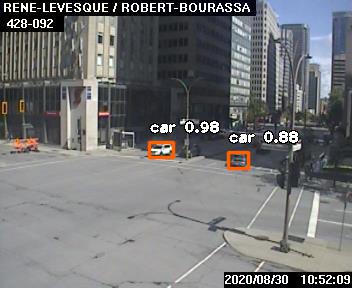 RENE-LEVESQUE / ROBERT-BOURASSA
428-092
car 0.98
car 0.88
2020/08/30 10:52:09